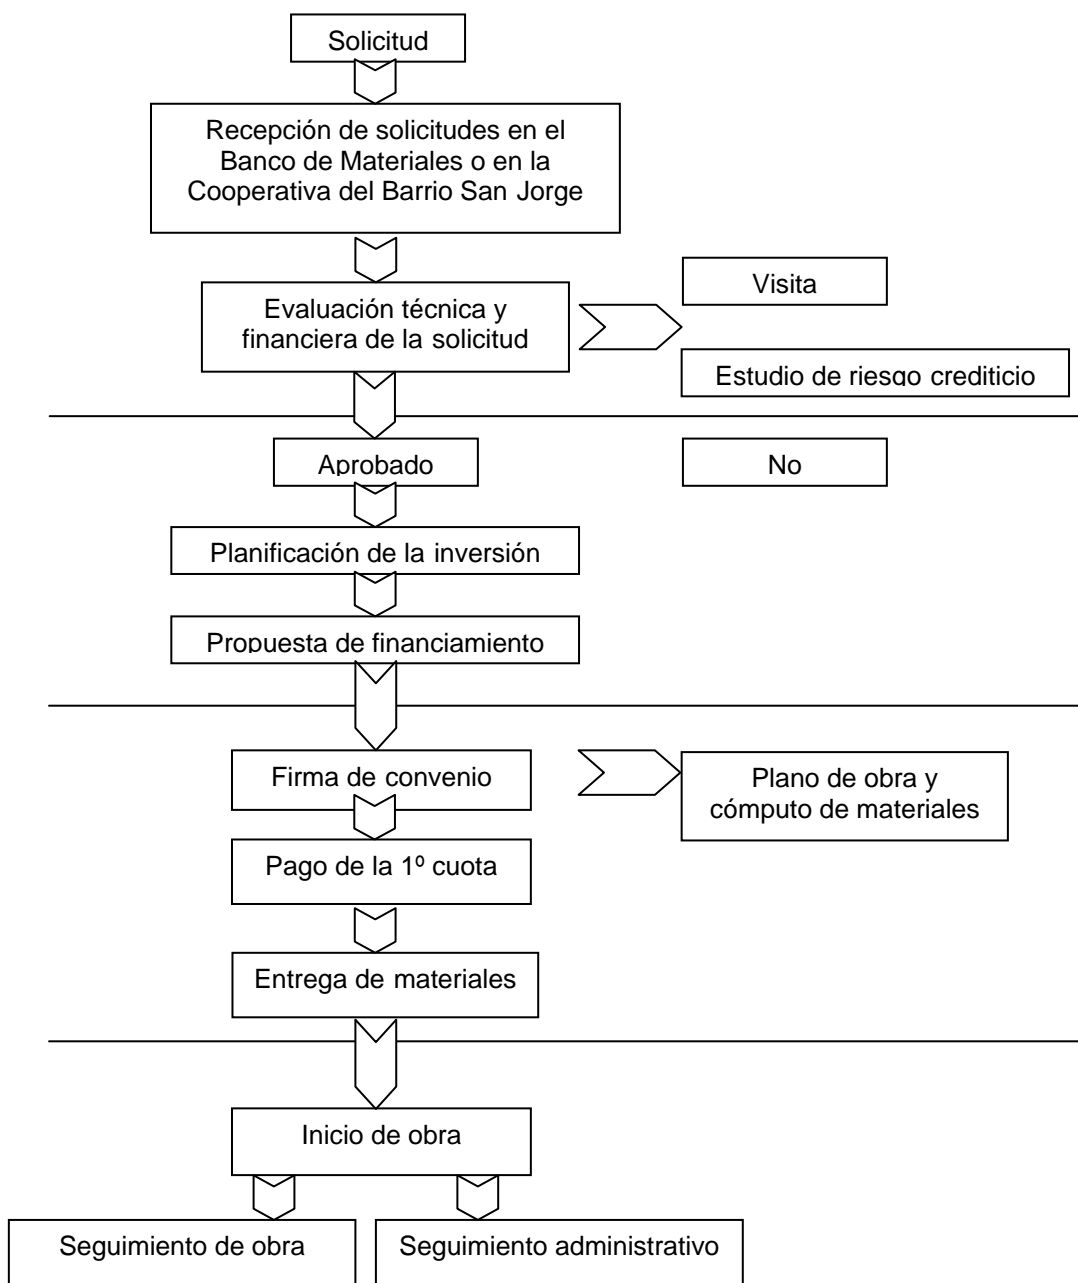 Solicitud
Recepción de solicitudes en el
Banco de Materiales o en la
Cooperativa del Barrio San Jorge
Evaluación técnica y
financiera de la solicitud
Visita
Estudio de riesgo crediticio
Aprobado
No
Planificación de la inversión
Propuesta de financiamiento
Firma de convenio
Plano de obra y
cómputo de materiales
Pago de la 1º cuota
Entrega de materiales
Inicio de obra
Seguimiento de obra
Seguimiento administrativo